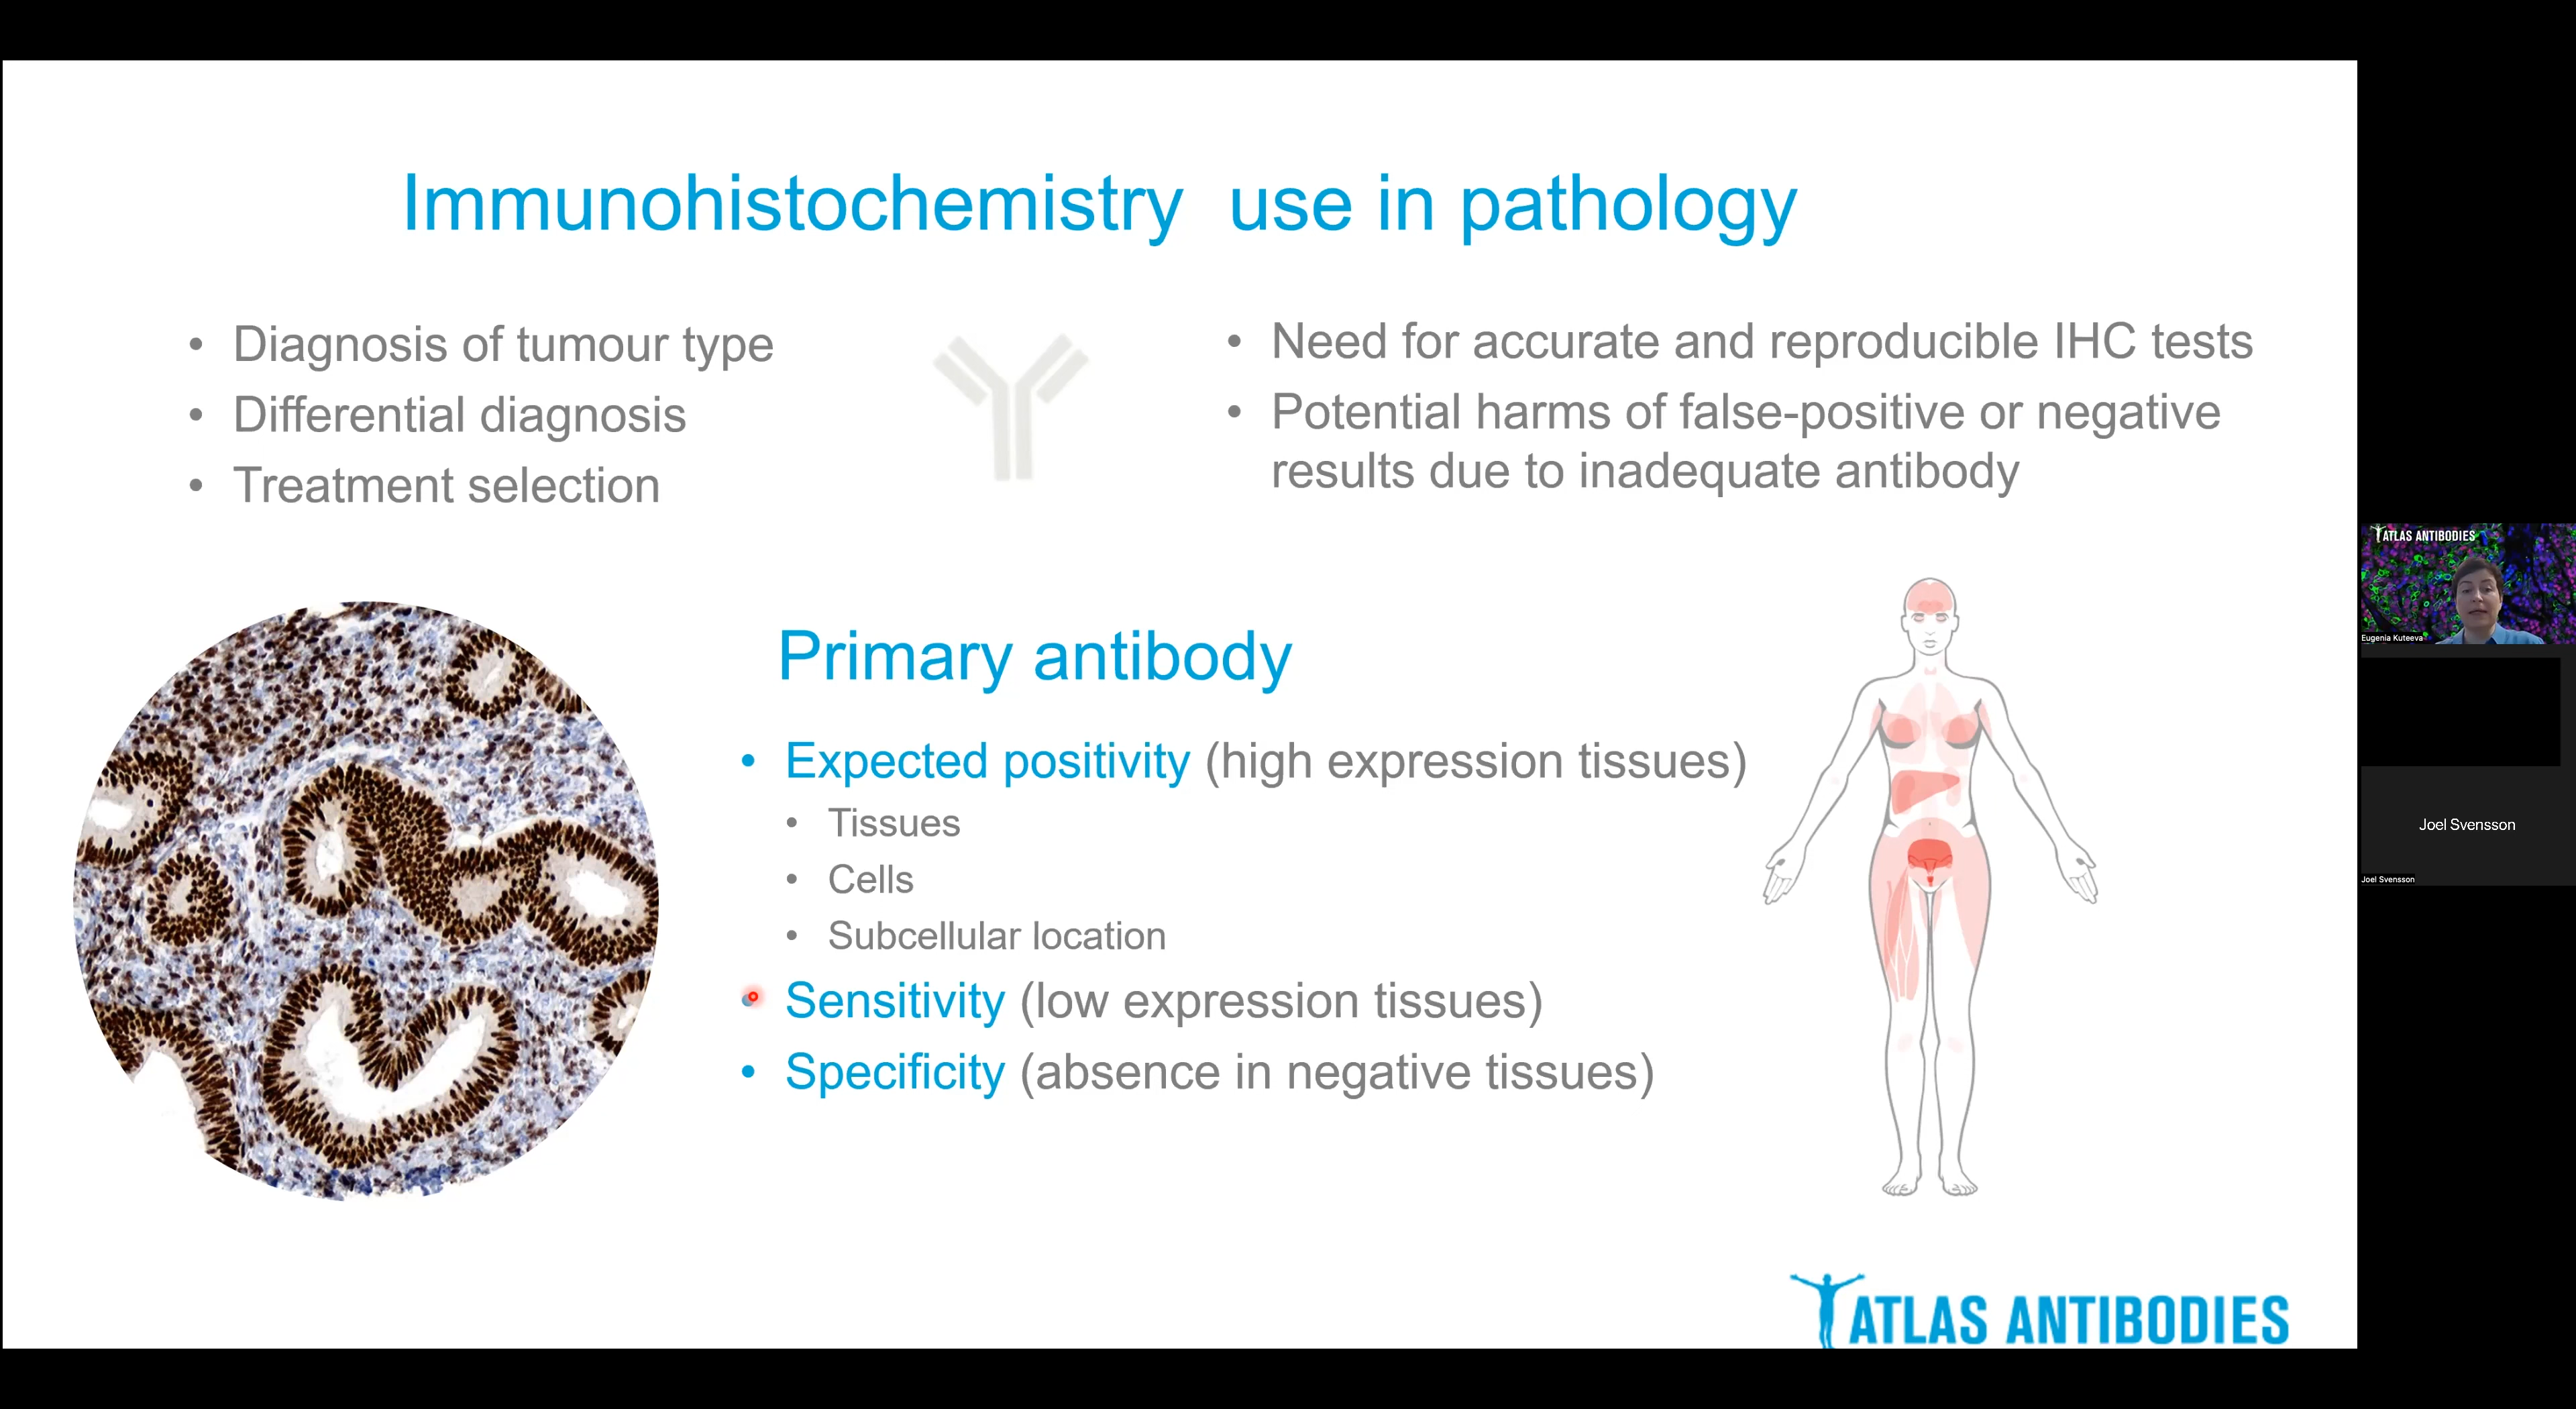 Immunohistochemistry use in pathology
• Diagnosis of tumour type
• Differential diagnosis
• Treatment selection
• Need for accurate and reproducible IHC tests
• Potential harms of false-positive or negative
results due to inadequate antibody
Primary antibody
• Expected positivity (high expression tissues)
• Tissues
• Cells
• Subcellular location
• Sensitivity (low expression tissues)
• Specificity (absence in negative tissues)
ATLAS ANTIBODIES
ATLAS ANTIBODIES
Eugenia Kuteeva
Joel Svensson
Joel Svensson